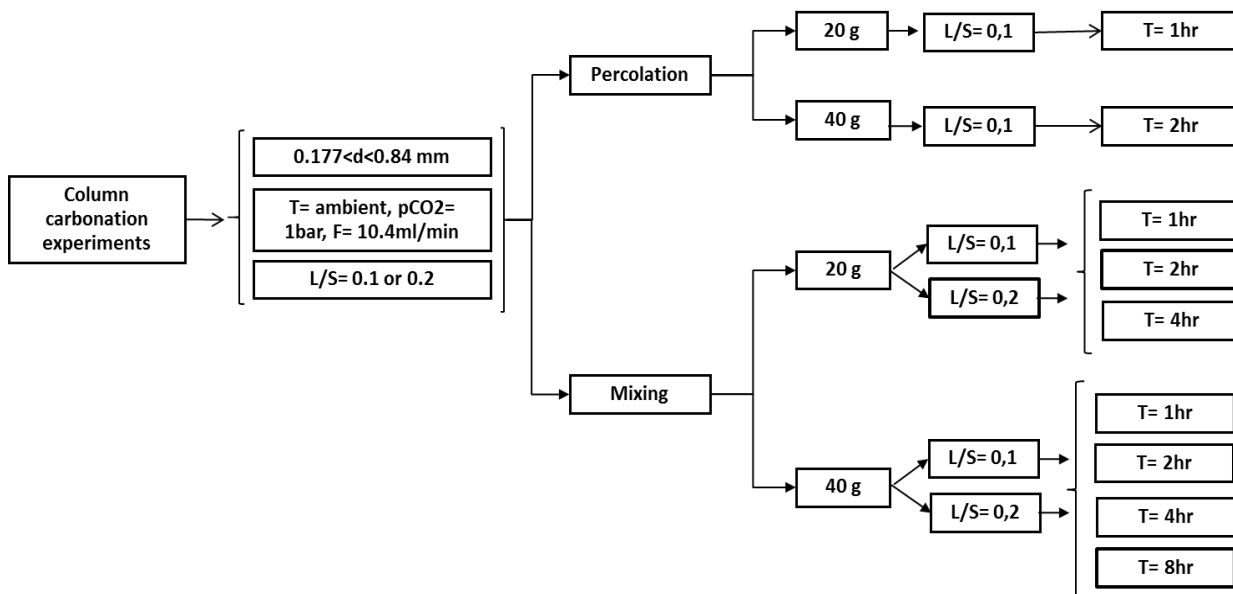 Column
carbonation
experiments
0.177<d<0.84 mm
T= ambient, pCO2=
1bar, F= 10.4ml/min
L/S= 0.1 or 0.2
Percolation
20 g
L/S= 0,1
T= 1hr
40 g
L/S= 0,1
T= 2hr
Mixing
20 g
L/S= 0,1
L/S= 0,2
T= 1hr
T= 2hr
T= 4hr
40 g
L/S= 0,1
L/S= 0,2
T= 1hr
T= 2hr
T= 4hr
T= 8hr